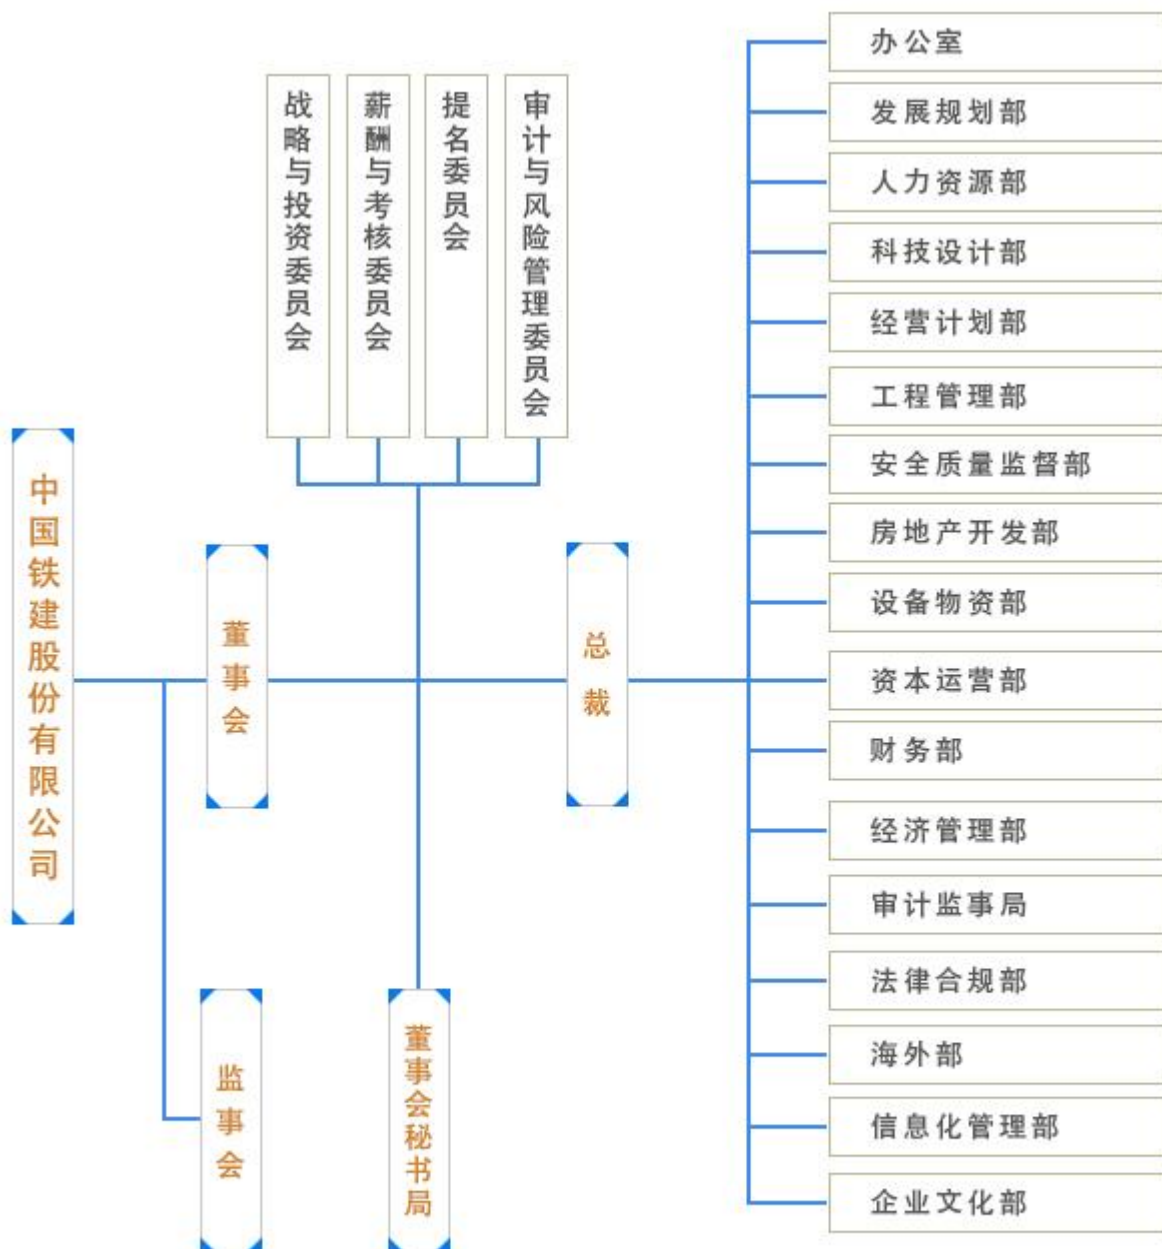 中国铁建股份有限公司
董事会
监事会
战略与投资委员会
薪酬与考核委员会
提名委员会
审计与风险管理委员会
董事会秘书局
总裁
办公室
发展规划部
人力资源部
科技设计部
经营计划部
工程管理部
安全质量监督部
房地产开发部
设备物资部
资本运营部
财务部
经济管理部
审计监事局
法律合规部
海外部
信息化管理部
企业文化部